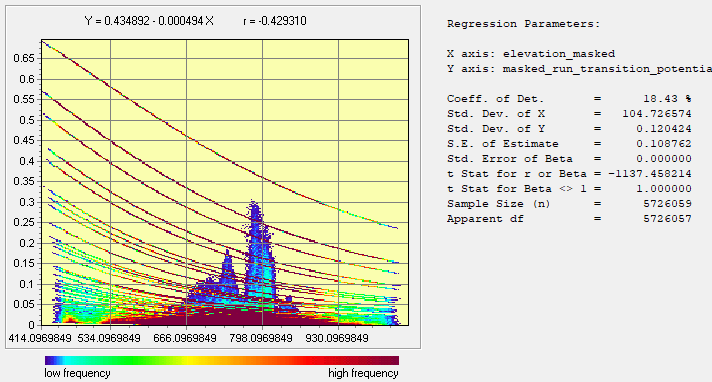 Y = 0.434892 - 0.000494 X r = -0.429310
0.65
0.6
0.55
0.5
0.45
0.4
0.35
0.3
0.25
0.2
0.15
0.1
0.05
0
414.0969849 534.0969849 666.0969849 798.0969849 930.0969849
low frequency high frequency
Regression Parameters:
X axis: elevation_masked
Y axis: masked_run_transition_potentia
Coeff. of Det. = 18.43 %
Std. Dev. of X = 104.726574
Std. Dev. of Y = 0.120424
S.E. of Estimate = 0.108762
Std. Error of Beta = 0.000000
t Stat for r or Beta = -1137.458214
t Stat for Beta <> 1 = 1.000000
Sample Size (n) = 5726059
Apparent df = 5726057